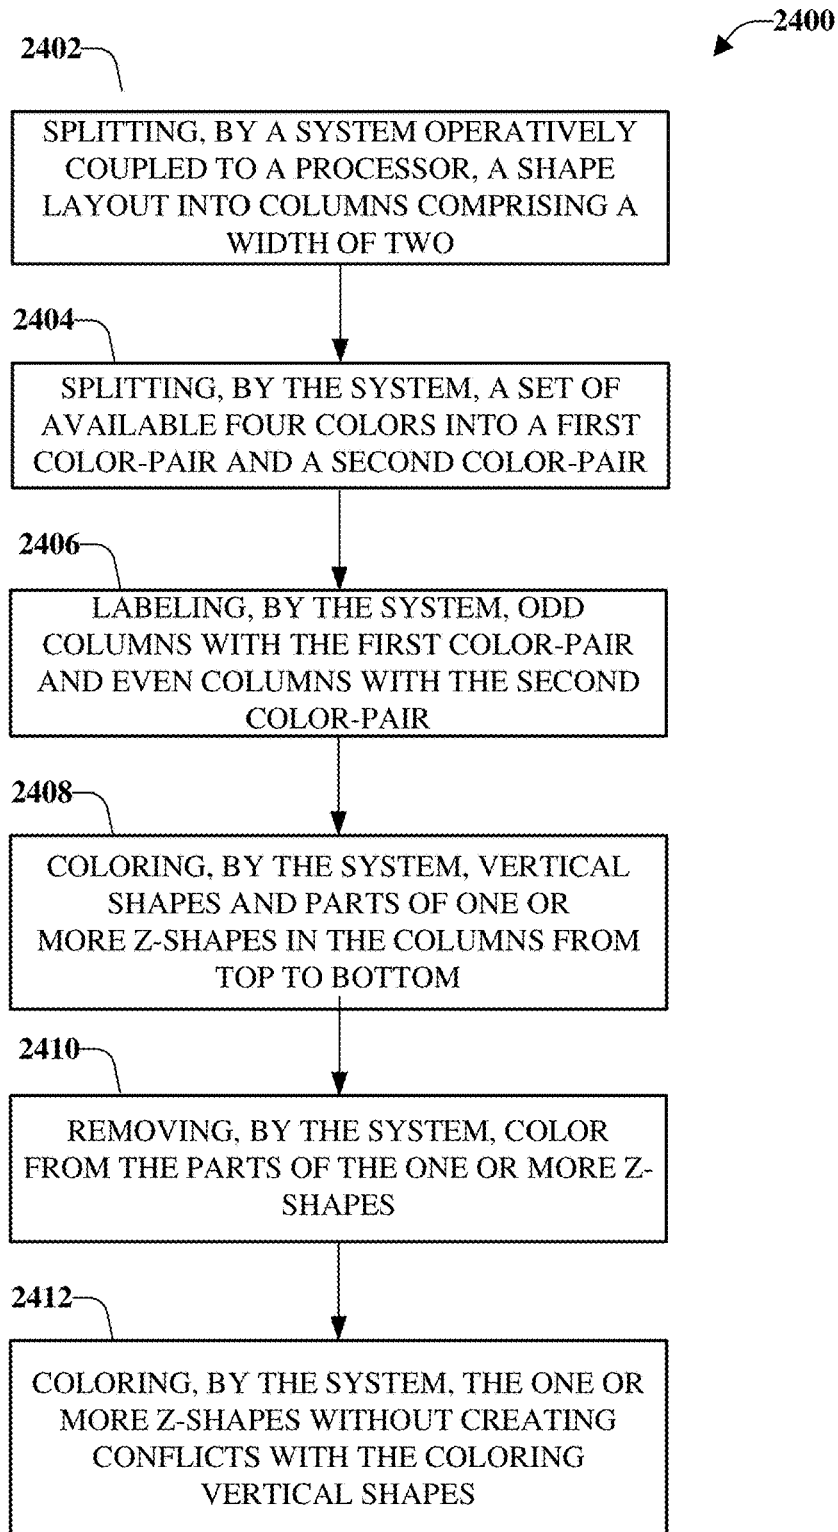 2400
2402
SPLITTING, BY A SYSTEM OPERATIVELY
COUPLED TO A PROCESSOR, A SHAPE
LAYOUT INTO COLUMNS COMPRISING A
WIDTH OF TWO
2404
SPLITTING, BY THE SYSTEM, A SET OF
AVAILABLE FOUR COLORS INTO A FIRST
COLOR-PAIR AND A SECOND COLOR-PAIR
2406
LABELING, BY THE SYSTEM, ODD
COLUMNS WITH THE FIRST COLOR-PAIR
AND EVEN COLUMNS WITH THE SECOND
COLOR-PAIR
2408
COLORING, BY THE SYSTEM, VERTICAL
SHAPES AND PARTS OF ONE OR
MORE Z-SHAPES IN THE COLUMNS FROM
TOP TO BOTTOM
2410
REMOVING, BY THE SYSTEM, COLOR
FROM THE PARTS OF THE ONE OR MORE Z-
SHAPES
2412
COLORING, BY THE SYSTEM, THE ONE OR
MORE Z-SHAPES WITHOUT CREATING
CONFLICTS WITH THE COLORING
VERTICAL SHAPES